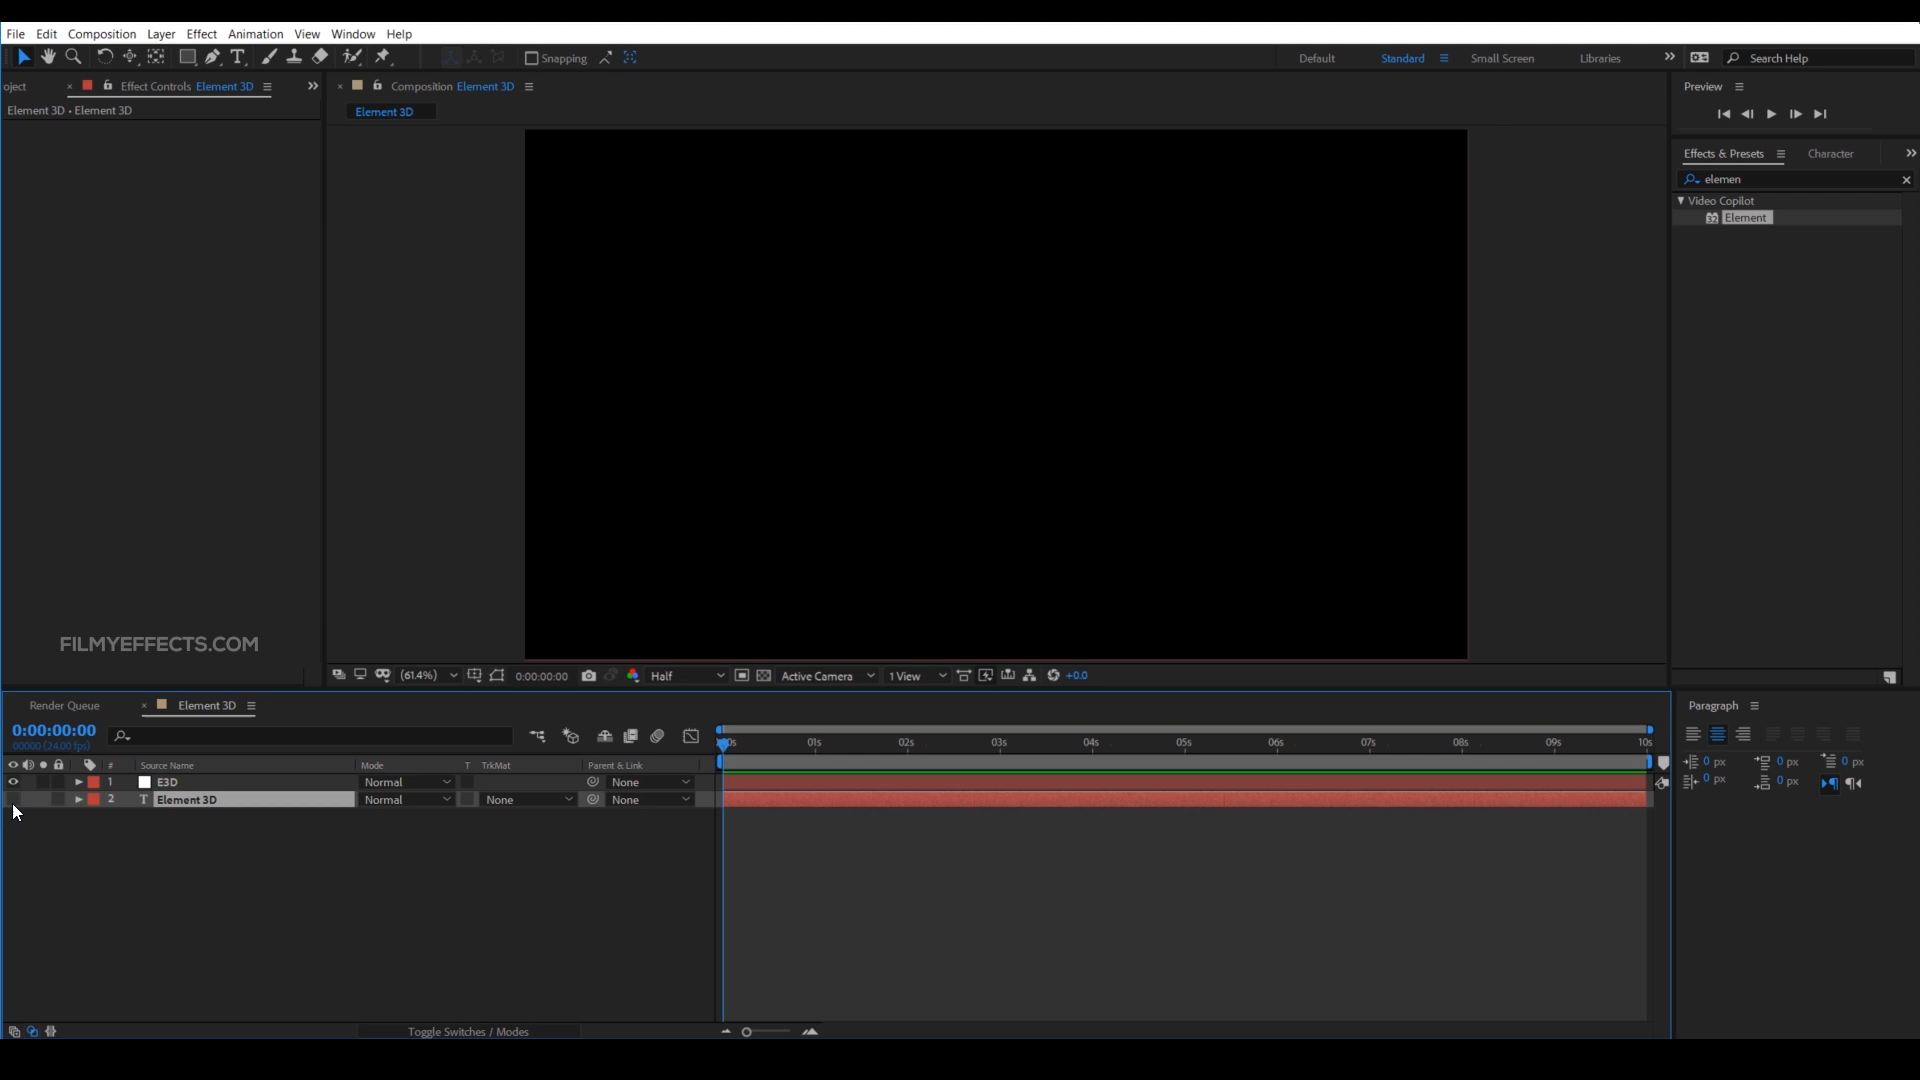 File Edit Composition Layer Effect Animation View Window Help
Snapping
Default Standard Small Screen Libraries
Search Help
oject
Effect Controls Element 3D
Element 3D • Element 3D
Composition Element 3D
Element 3D
Preview
Effects & Presets Character
elemen
Video Copilot
32 Element
FILMYEFFECTS.COM
(61.4%) 0:00:00:00 Half Active Camera 1 View +0.0
Render Queue Element 3D
0:00:00:00
00000 (24.00 fps)
01s 02s 03s 04s 05s 06s 07s 08s 09s 10s
# Source Name Mode T TrkMat Parent & Link
1 E3D Normal None
2 T Element 3D Normal None None
Toggle Switches / Modes
Paragraph
0 px 0 px 0 px
0 px 0 px